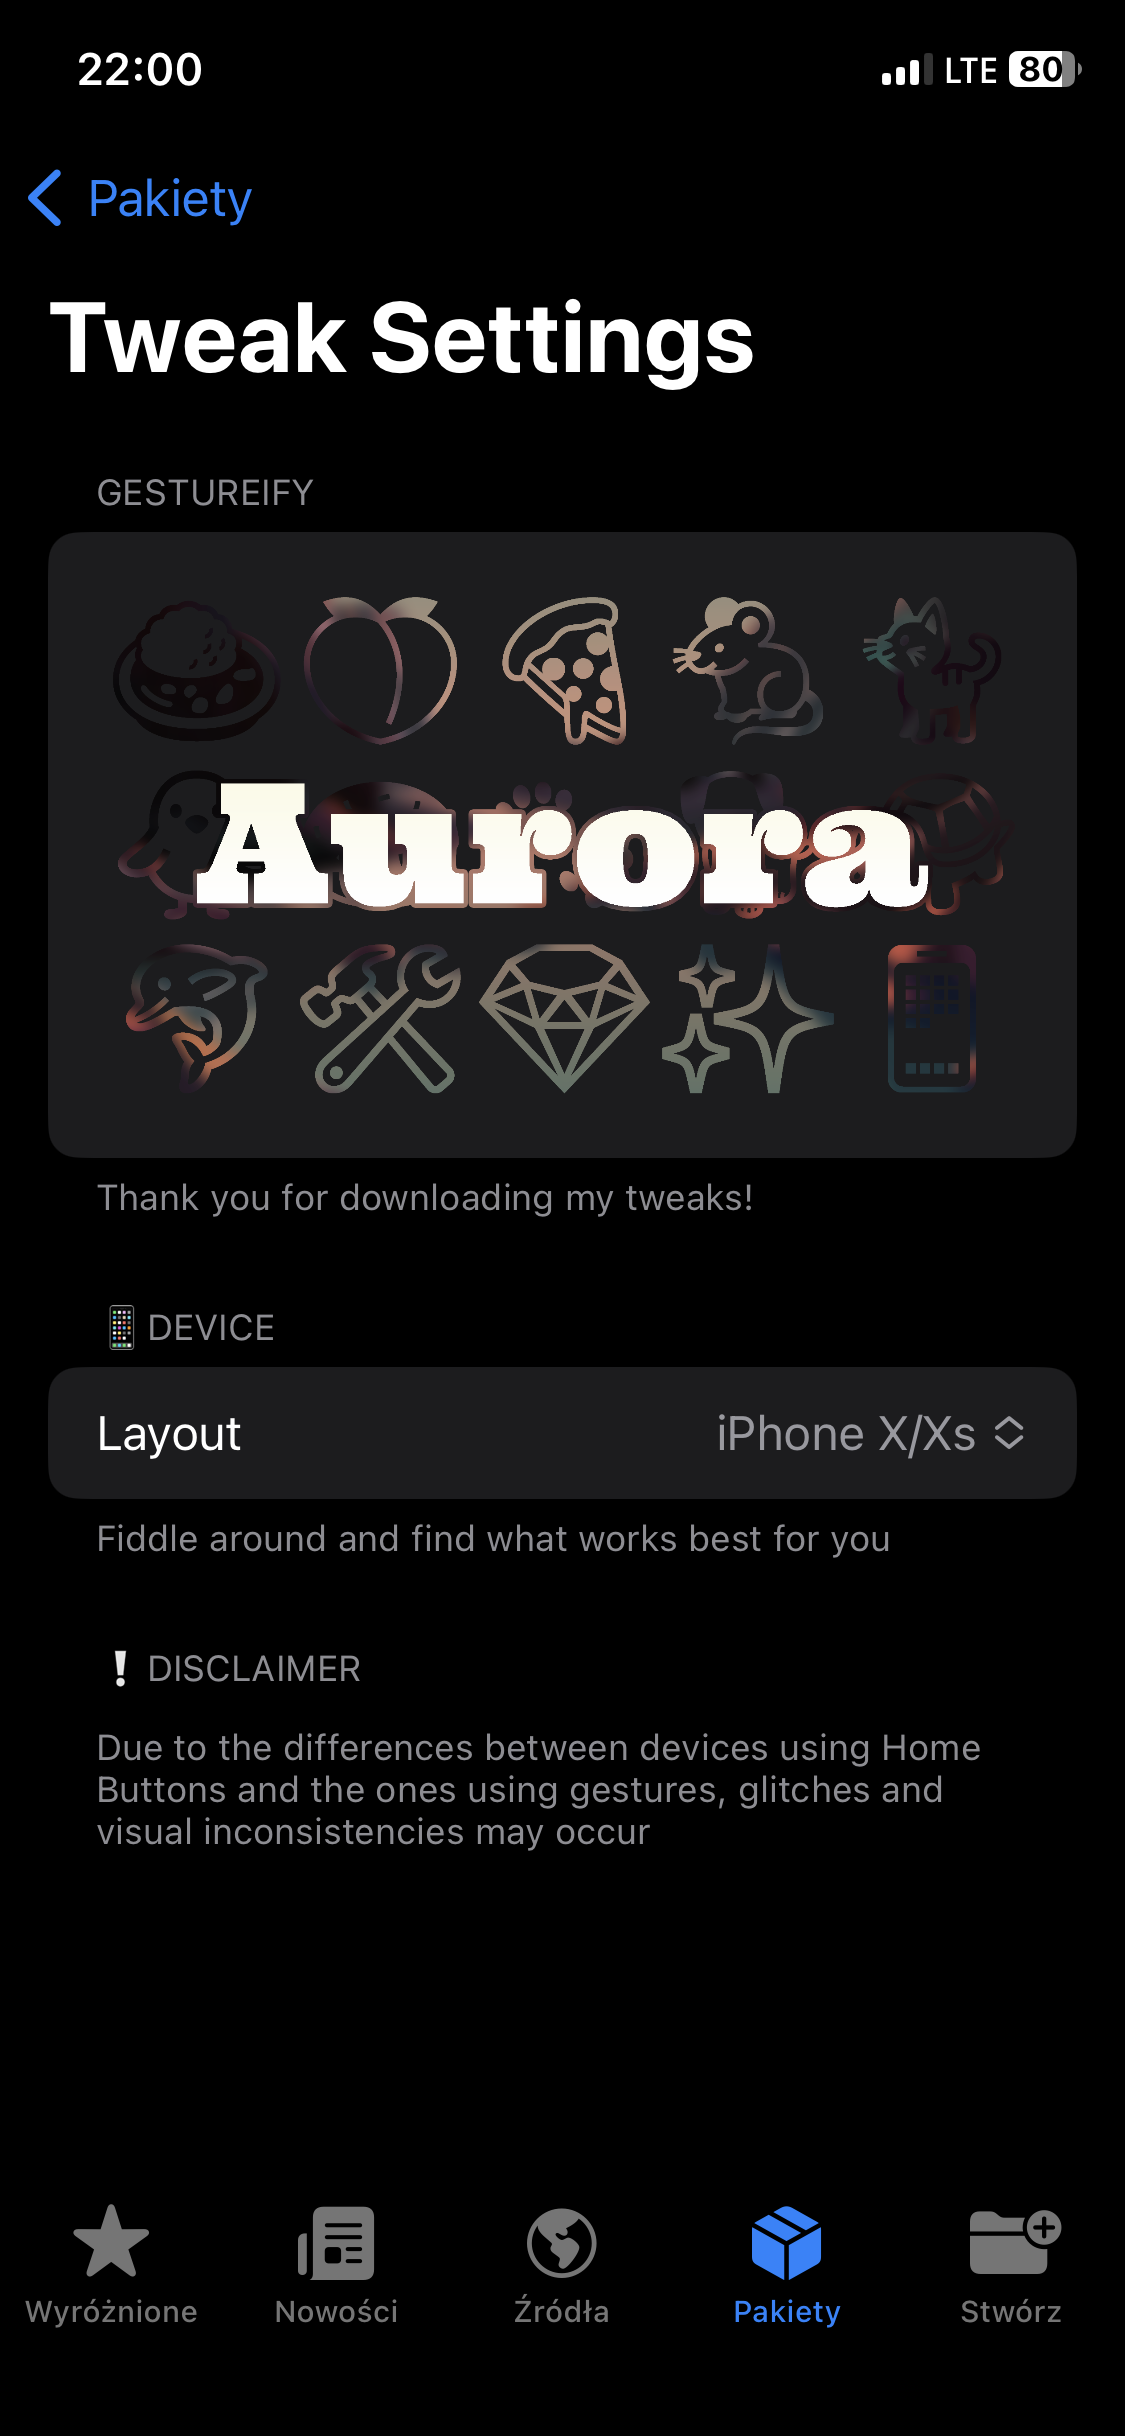 22:00
LTE 80
Pakiety
Tweak Settings
GESTUREIFY
Aurora
Thank you for downloading my tweaks!
DEVICE
Layout
iPhone X/Xs
Fiddle around and find what works best for you
❗ DISCLAIMER
Due to the differences between devices using Home
Buttons and the ones using gestures, glitches and
visual inconsistencies may occur
Wyróżnione
Nowości
Źródła
Pakiety
Stwórz